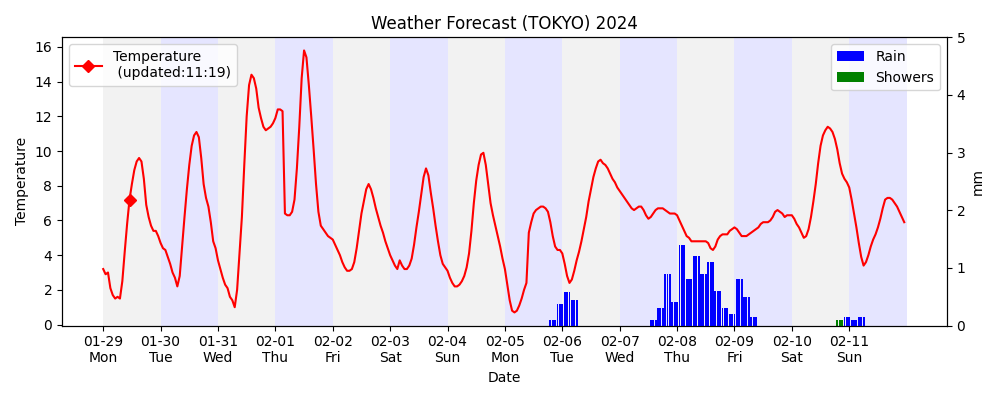 Weather Forecast (TOKYO) 2024
Temperature
(updated:11:19)
Rain
Showers
Temperature
16
14
12
10
8
6
4
2
0
5
4
3
2
1
0
mm
01-29 01-30 01-31 02-01 02-02 02-03 02-04 02-05 02-06 02-07 02-08 02-09 02-10 02-11
Mon Tue Wed Thu Fri Sat Sun Mon Tue Wed Thu Fri Sat Sun
Date